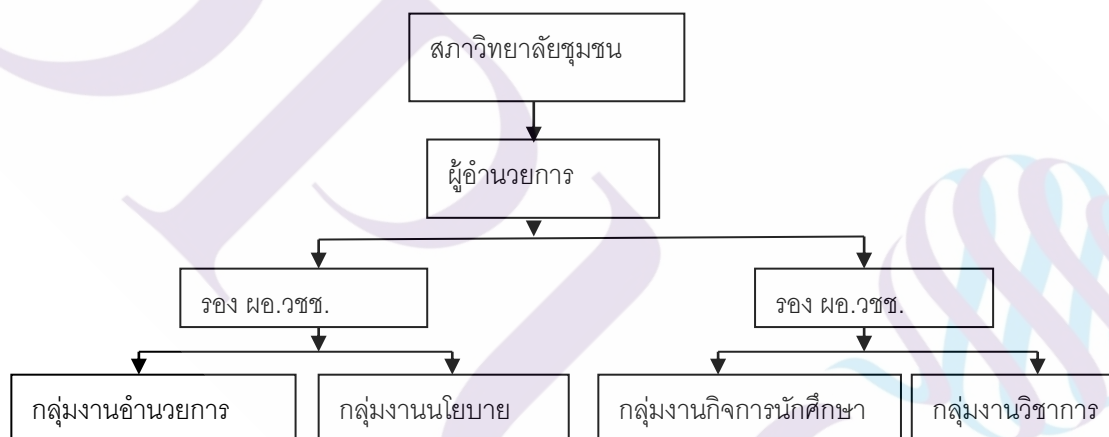 สภาวิทยาลัยชุมชน
ผู้อำนวยการ
รอง ผอ.วชช.
รอง ผอ.วชช.
กลุ่มงานอำนวยการ
กลุ่มงานนโยบาย
กลุ่มงานกิจการนักศึกษา
กลุ่มงานวิชาการ